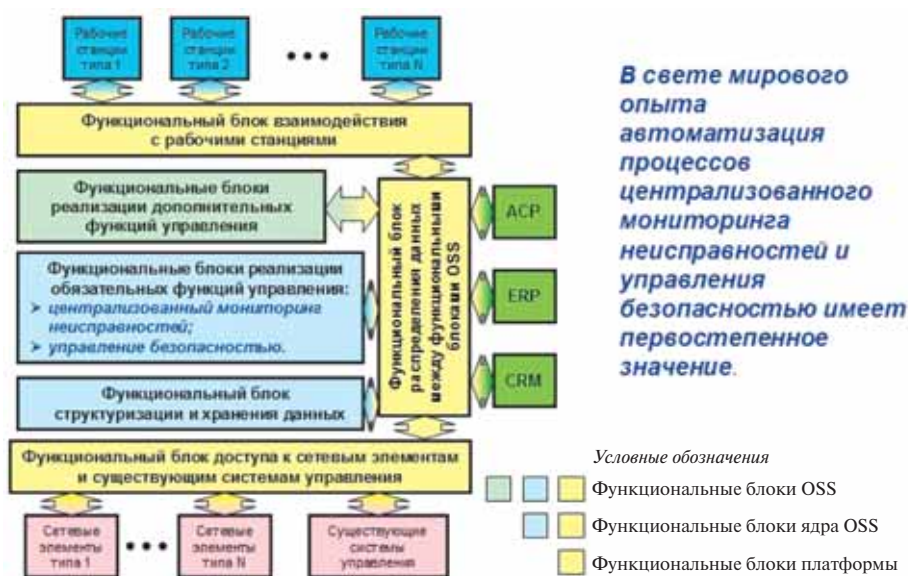 Рабочие
станции
типа 1
Рабочие
станции
типа 2
• • •
Рабочие
станции
типа N
Функциональный блок взаимодействия
с рабочими станциями
Функциональные блоки
реализации дополнительных
функций управления
Функциональные блоки реализации
обязательных функций управления:
➤ централизованный мониторинг
неисправностей;
➤ управление безопасностью.
Функциональный блок
структуризации и хранения данных
Функциональный блок
распределения данных
между функциональными
блоками OSS
АСР
ERP
CRM
Функциональный блок доступа к сетевым элементам
и существующим системам управления
Сетевые
элементы
типа 1
• • •
Сетевые
элементы
типа N
Существующие
системы
управления
В свете мирового
опыта
автоматизация
процессов
централизованного
мониторинга
неисправностей и
управления
безопасностью имеет
первостепенное
значение.
Условные обозначения
Функциональные блоки OSS
Функциональные блоки ядра OSS
Функциональные блоки платформы